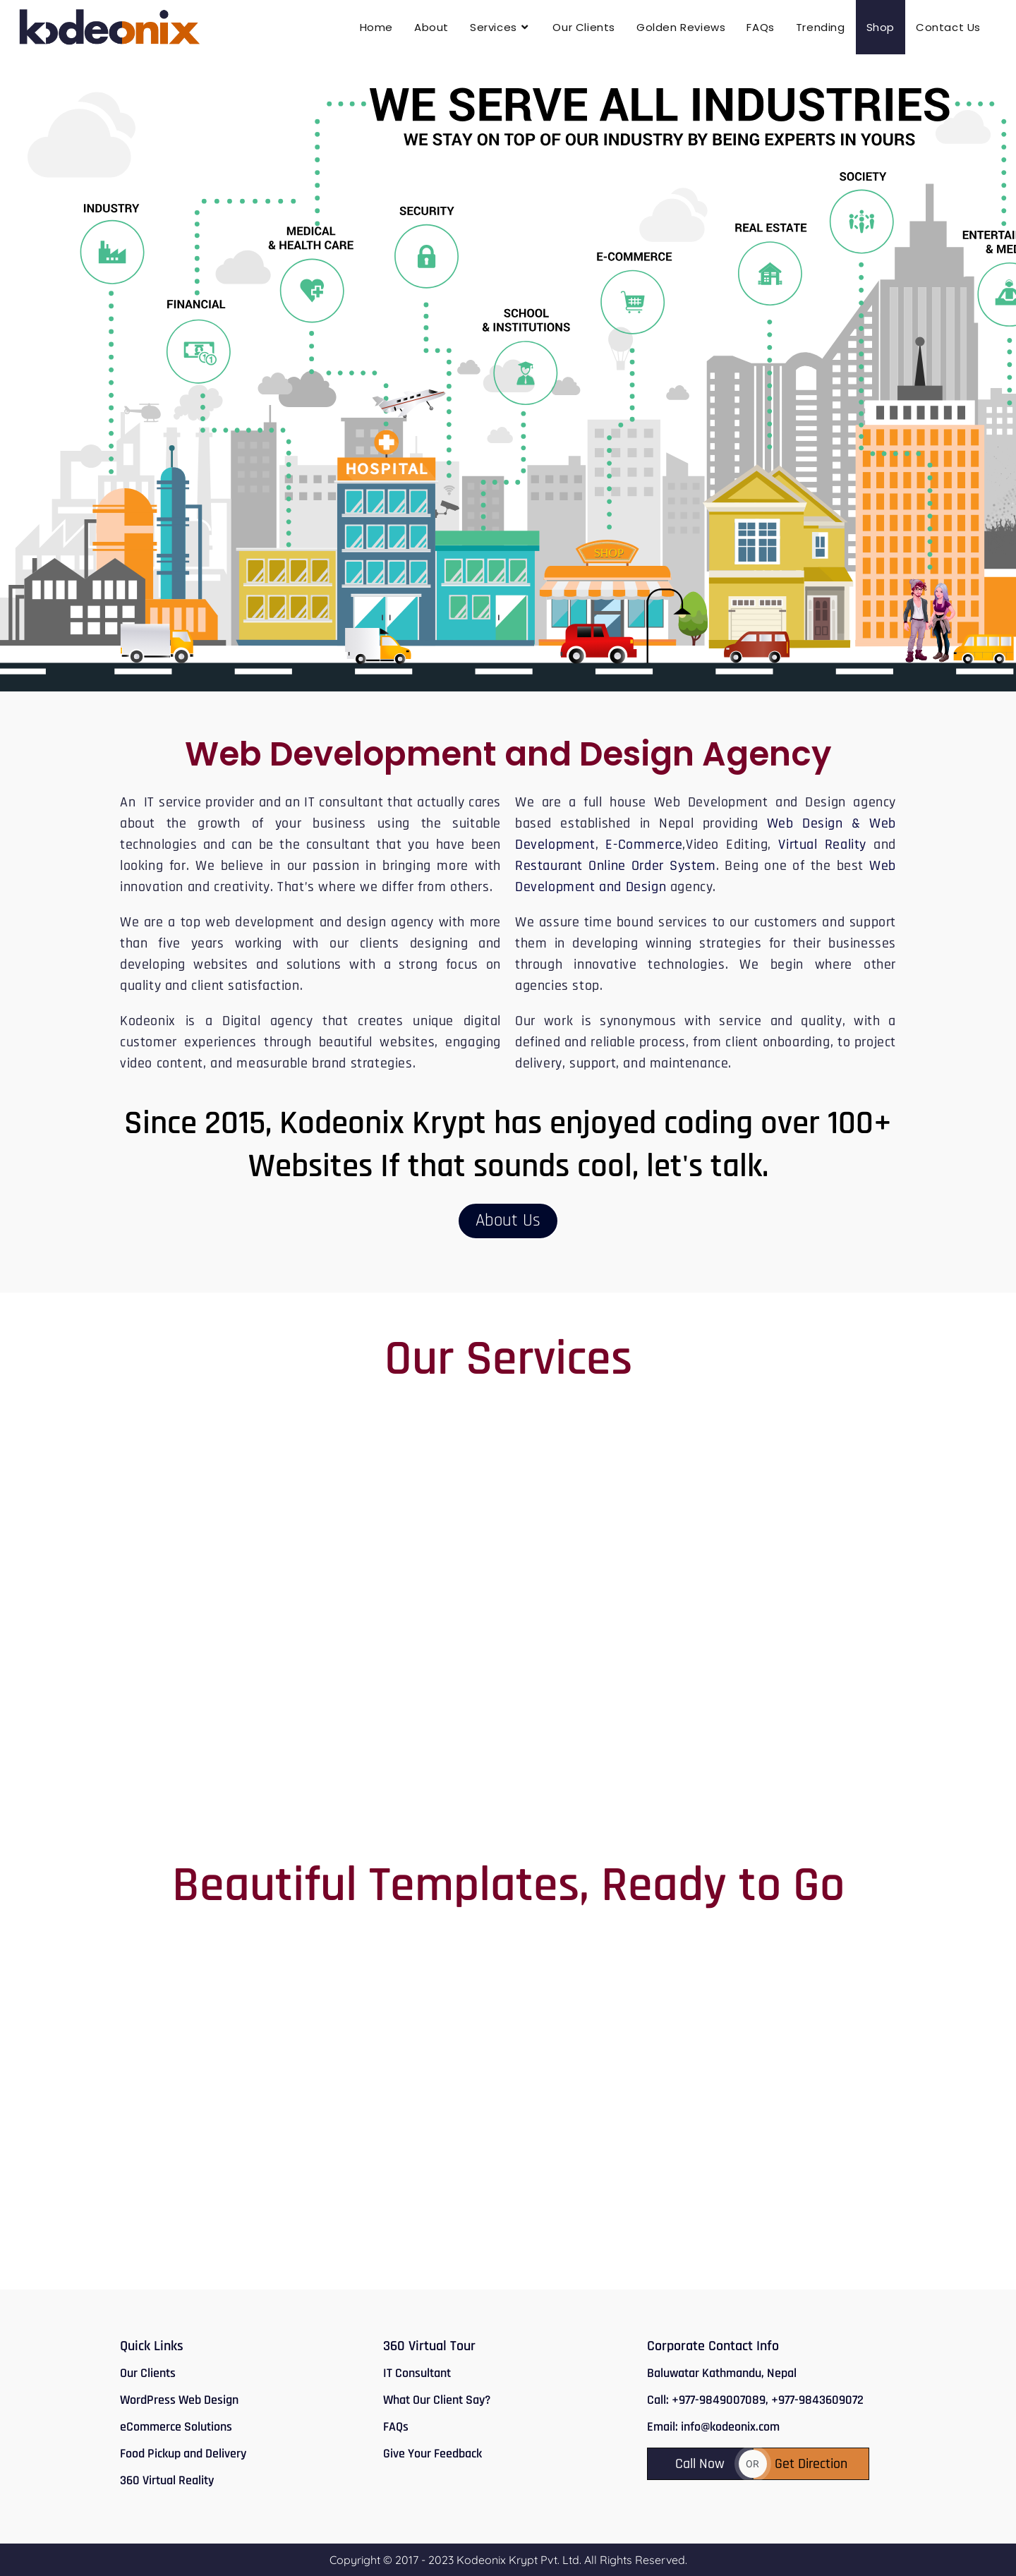 kodeonix
Home About Services Our Clients Golden Reviews FAQs Trending Shop Contact Us
WE SERVE ALL INDUSTRIES
WE STAY ON TOP OF OUR INDUSTRY BY BEING EXPERTS IN YOURS
SOCIETY
INDUSTRY
SECURITY
MEDICAL
& HEALTH CARE
REAL ESTATE
E-COMMERCE
FINANCIAL
SCHOOL
& INSTITUTIONS
HOSPITAL
SHOP
Web Development and Design Agency
An IT service provider and an IT consultant that actually cares
about the growth of your business using the suitable
technologies and can be the consultant that you have been
looking for. We believe in our passion in bringing more with
innovation and creativity. That's where we differ from others.
We are a top web development and design agency with more
than five years working with our clients designing and
developing websites and solutions with a strong focus on
quality and client satisfaction.
Kodeonix is a Digital agency that creates unique digital
customer experiences through beautiful websites, engaging
video content, and measurable brand strategies.
We are a full house Web Development and Design agency
based established in Nepal providing Web Design & Web
Development, E-Commerce,Video Editing, Virtual Reality and
Restaurant Online Order System. Being one of the best Web
Development and Design agency.
We assure time bound services to our customers and support
them in developing winning strategies for their businesses
through innovative technologies. We begin where other
agencies stop.
Our work is synonymous with service and quality, with a
defined and reliable process, from client onboarding, to project
delivery, support, and maintenance.
Since 2015, Kodeonix Krypt has enjoyed coding over 100+
Websites If that sounds cool, let's talk.
About Us
Our Services
Beautiful Templates, Ready to Go
Quick Links
Our Clients
WordPress Web Design
eCommerce Solutions
Food Pickup and Delivery
360 Virtual Reality
360 Virtual Tour
IT Consultant
What Our Client Say?
FAQs
Give Your Feedback
Corporate Contact Info
Baluwatar Kathmandu, Nepal
Call: +977-9849007089, +977-9843609072
Email: info@kodeonix.com
Call Now OR Get Direction
Copyright © 2017 - 2023 Kodeonix Krypt Pvt. Ltd. All Rights Reserved.